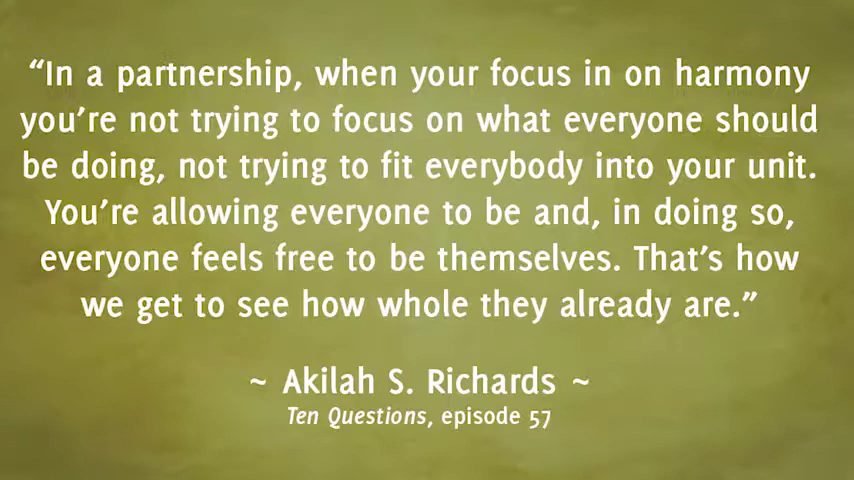 “In a partnership, when your focus in on harmony
you’re not trying to focus on what everyone should
be doing, not trying to fit everybody into your unit.
You’re allowing everyone to be and, in doing so,
everyone feels free to be themselves. That’s how
we get to see how whole they already are.”
~ Akilah S. Richards ~
Ten Questions, episode 57